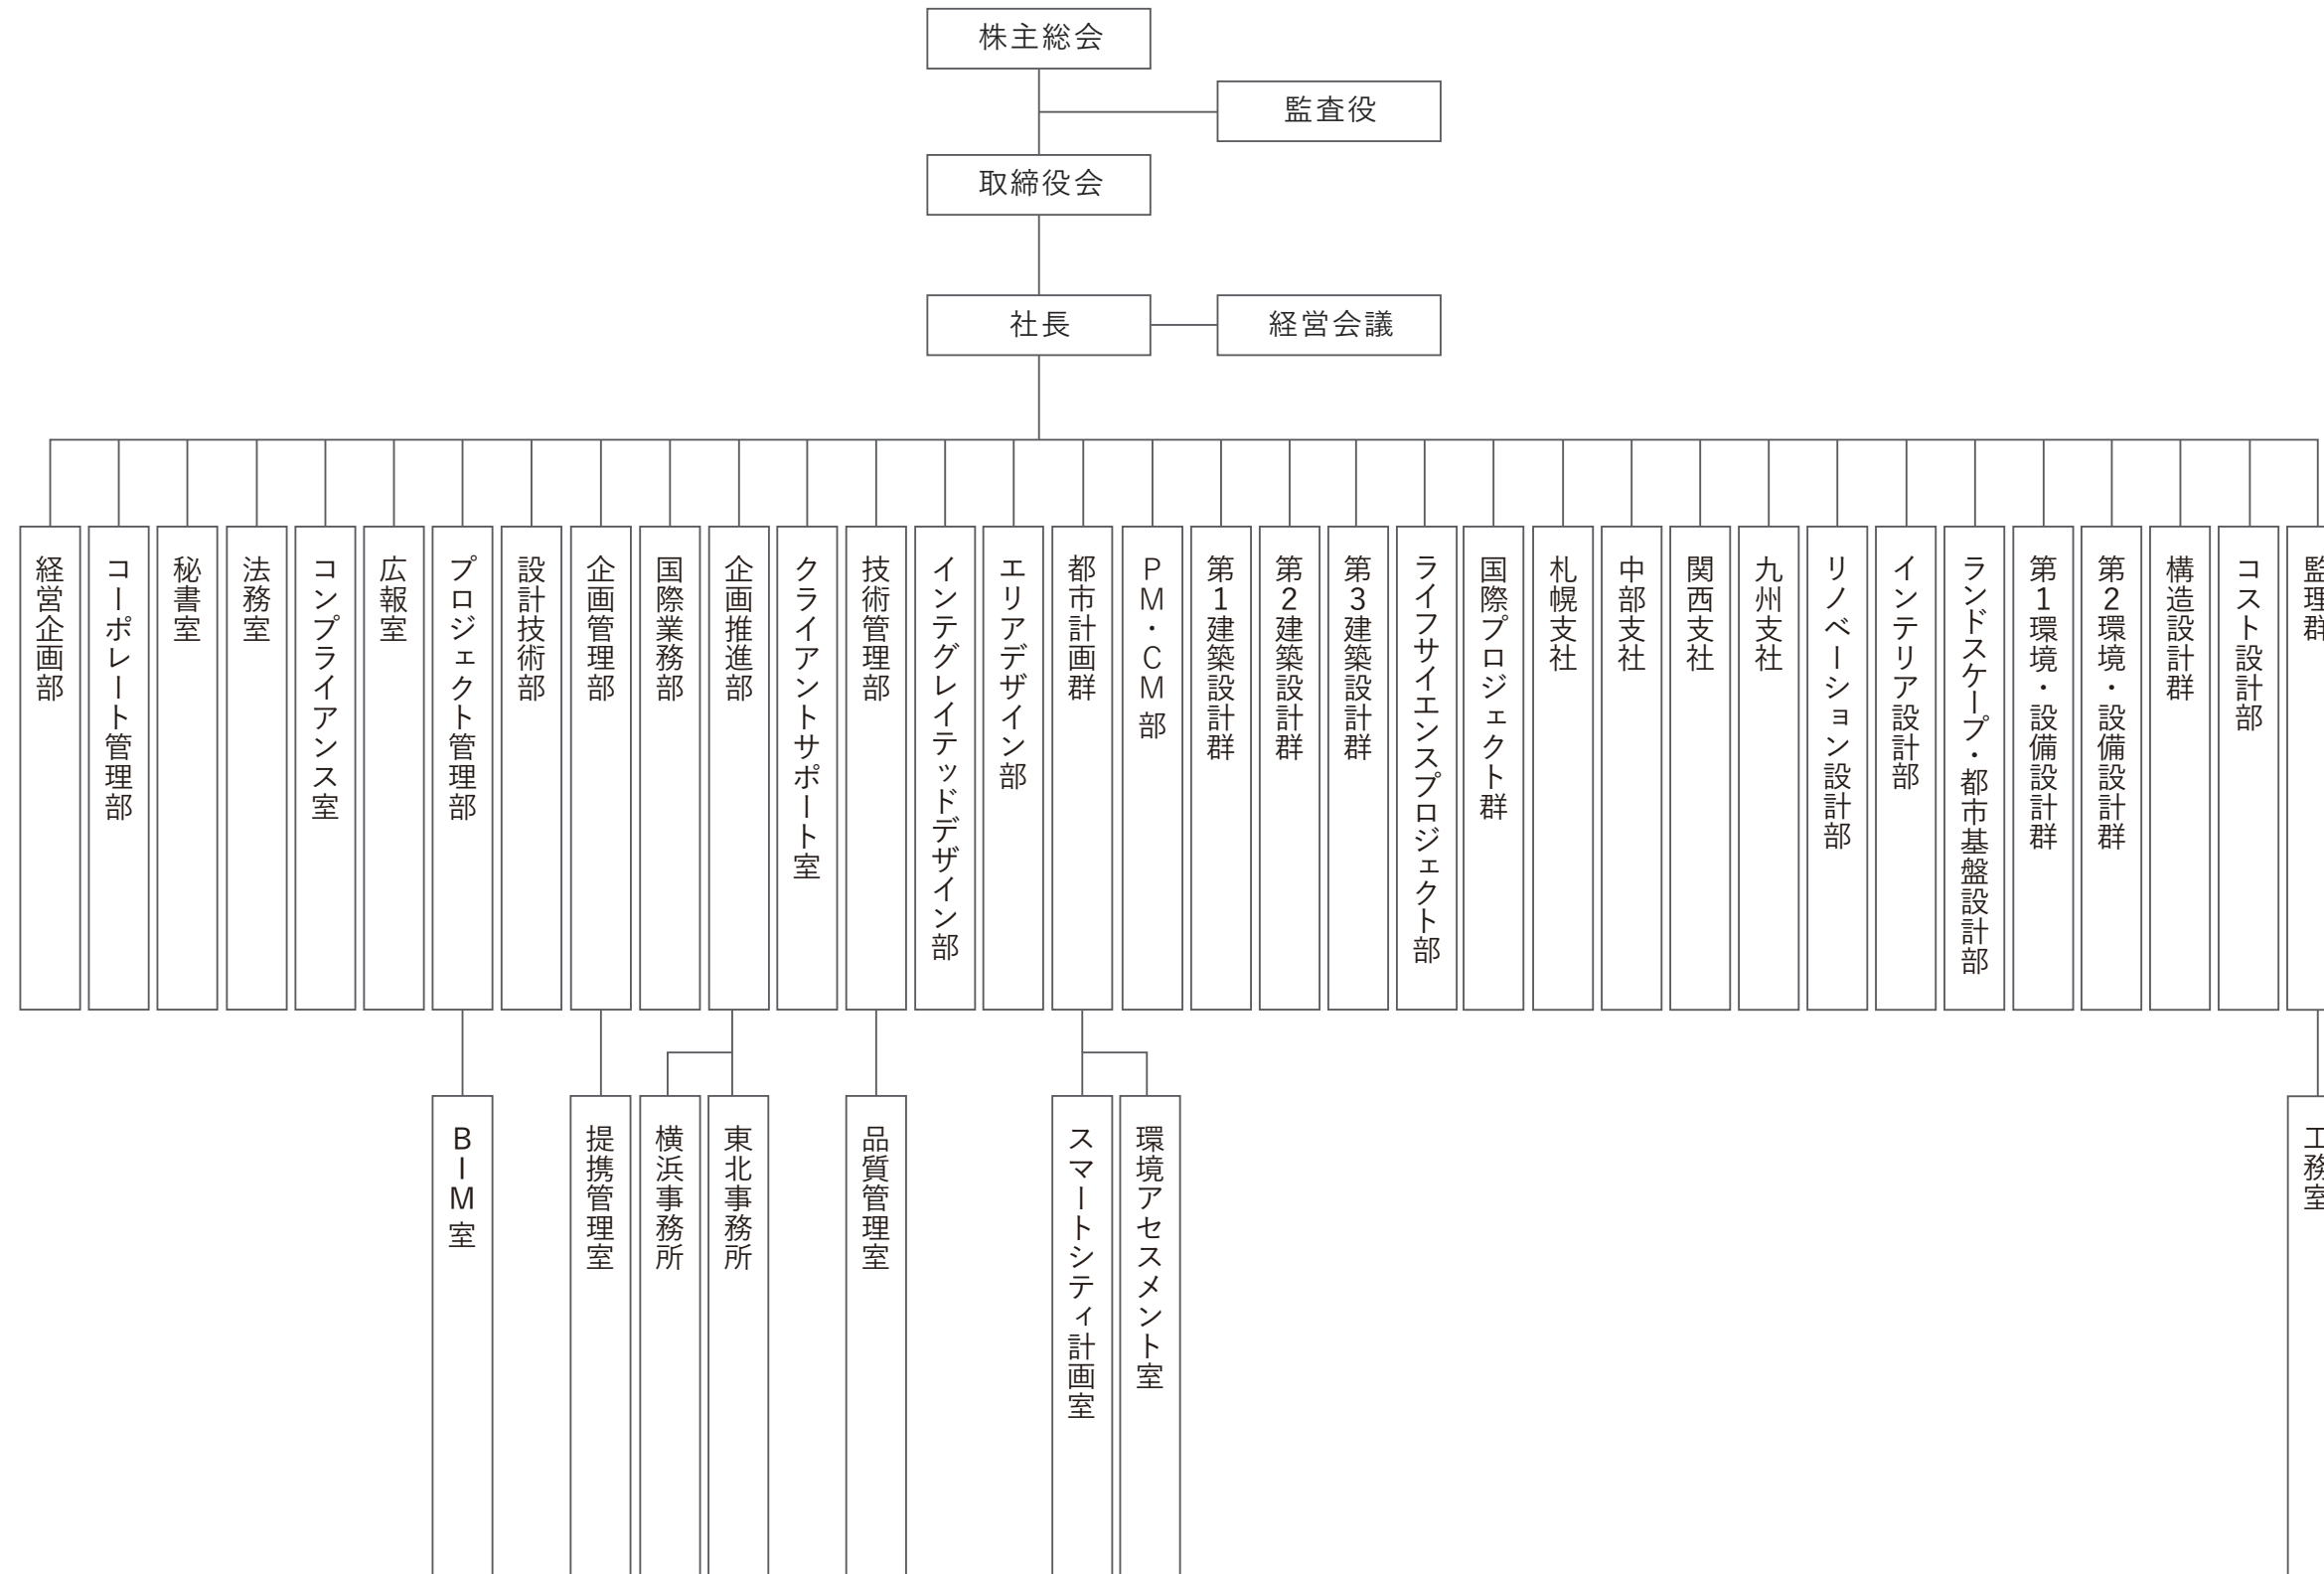 株主総会
監査役
取締役会
社長
経営会議
経営企画部
コーポレート管理部
秘書室
法務室
コンプライアンス室
広報室
プロジェクト管理部
設計技術部
企画管理部
国際業務部
企画推進部
クライアントサポート室
技術管理部
インテグレイテッドデザイン部
エリアデザイン部
都市計画群
PM・CM部
第1建築設計群
第2建築設計群
第3建築設計群
ライフサイエンスプロジェクト部
国際プロジェクト群
札幌支社
中部支社
関西支社
九州支社
リノベーション設計部
インテリア設計部
ランドスケープ・都市基盤設計部
第1環境・設備設計群
第2環境・設備設計群
構造設計群
コスト設計部
監理群
BIM室
提携管理室
横浜事務所
東北事務所
品質管理室
スマートシティ計画室
環境アセスメント室
工務室